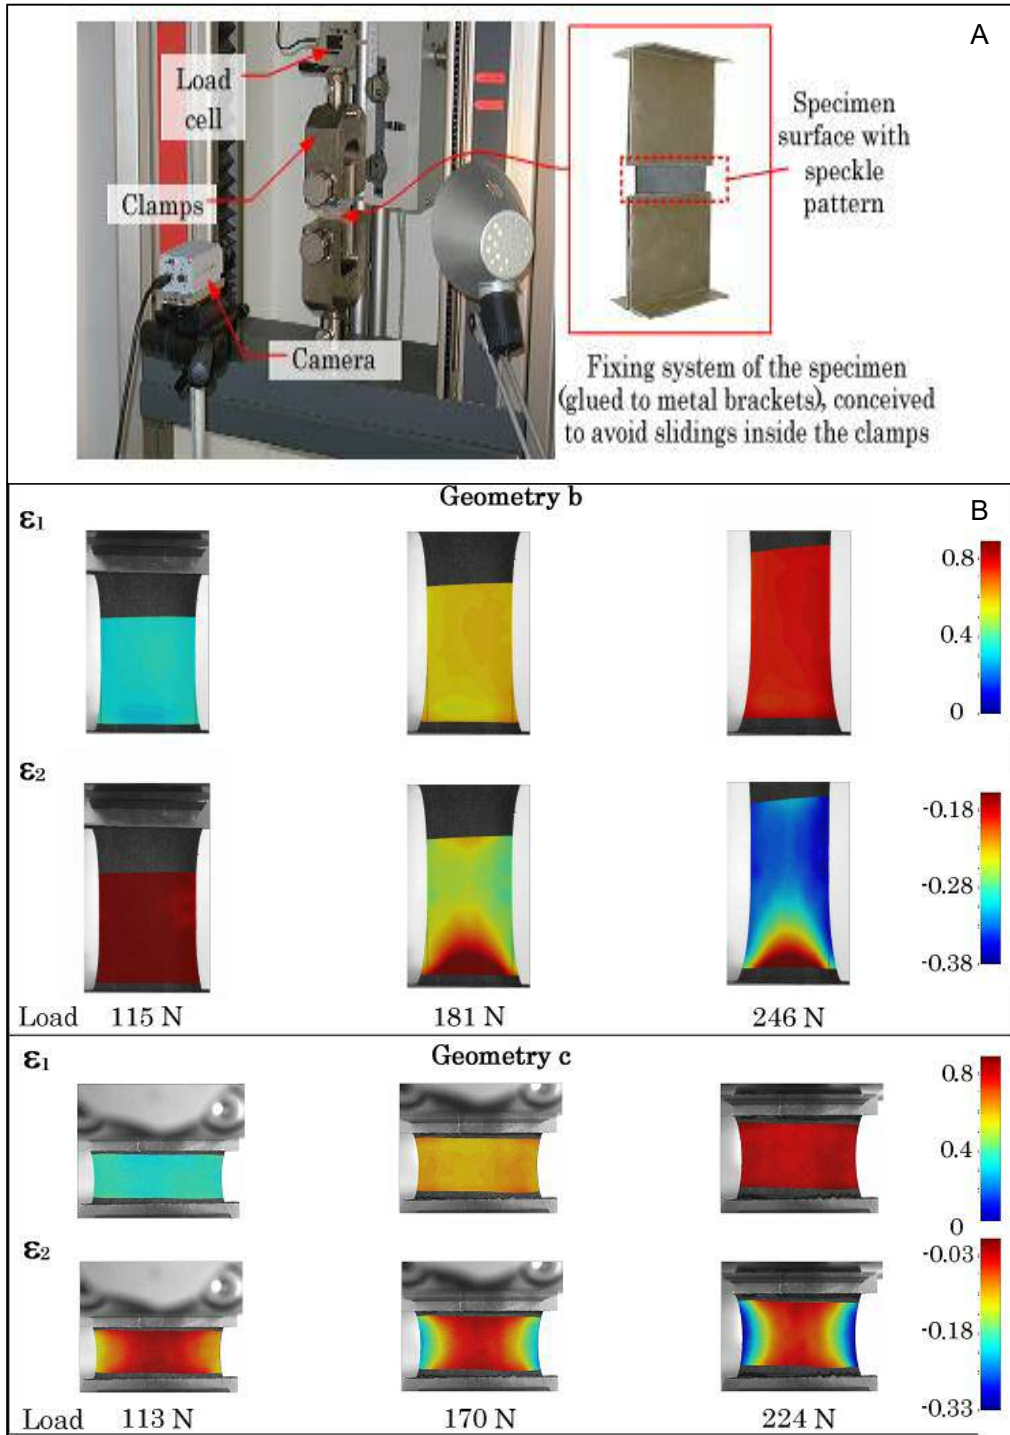 A
Load
cell
Clamps
Camera
Specimen
surface with
speckle
pattern
Fixing system of the specimen
(glued to metal brackets), conceived
to avoid slidings inside the clamps
Geometry b
B
ε1
0.8
0.4
0
ε2
-0.18
-0.28
-0.38
Load 115 N 181 N 246 N
Geometry c
ε1
0.8
0.4
0
ε2
-0.03
-0.18
-0.33
Load 113 N 170 N 224 N